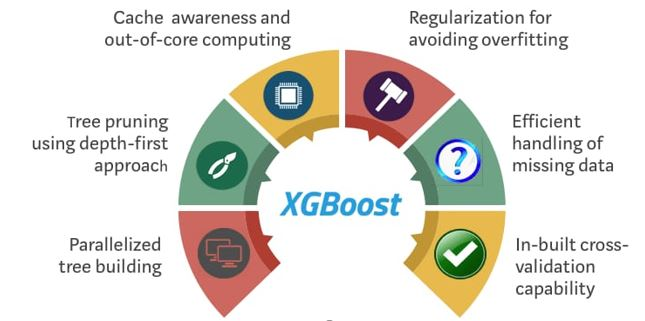 Cache awareness and
out-of-core computing
Regularization for
avoiding overfitting
Tree pruning
using depth-first
approach
Efficient
handling of
missing data
XGBoost
Parallelized
tree building
In-built cross-
validation
capability